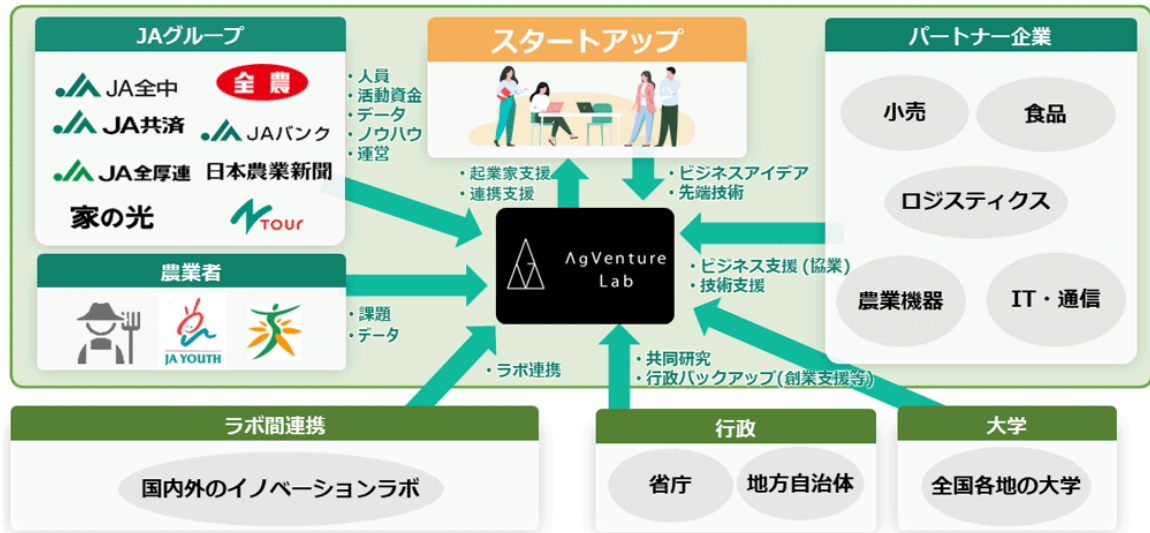 JAグループ
JA全中
全農
JA共済
JAバンク
JA全厚連
日本農業新聞
家の光
N TOUR
・人員
・活動資金
・データ
・ノウハウ
・運営
スタートアップ
・起業家支援
・連携支援
・ビジネスアイデア
・先端技術
パートナー企業
小売
食品
ロジスティクス
農業機器
IT・通信
AgVenture
Lab
・ビジネス支援(協業)
・技術支援
農業者
JA YOUTH
・課題
・データ
・ラボ連携
・共同研究
・行政バックアップ(創業支援等)
ラボ間連携
国内外のイノベーションラボ
行政
省庁
地方自治体
大学
全国各地の大学